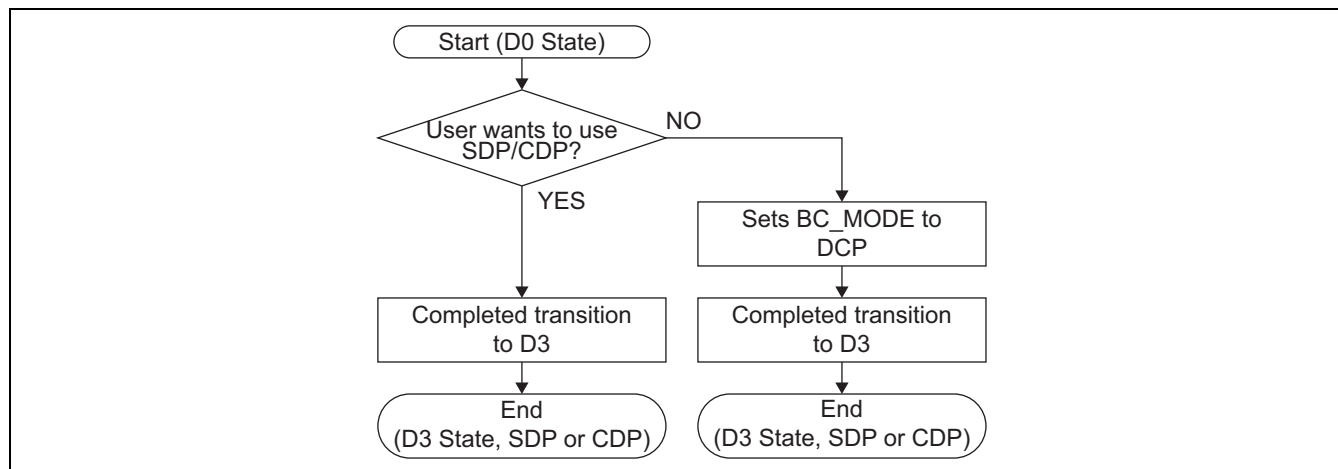 Start (D0 State)
User wants to use
SDP/CDP?
NO
YES
Sets BC_MODE to
DCP
Completed transition
to D3
Completed transition
to D3
End
(D3 State, SDP or CDP)
End
(D3 State, SDP or CDP)